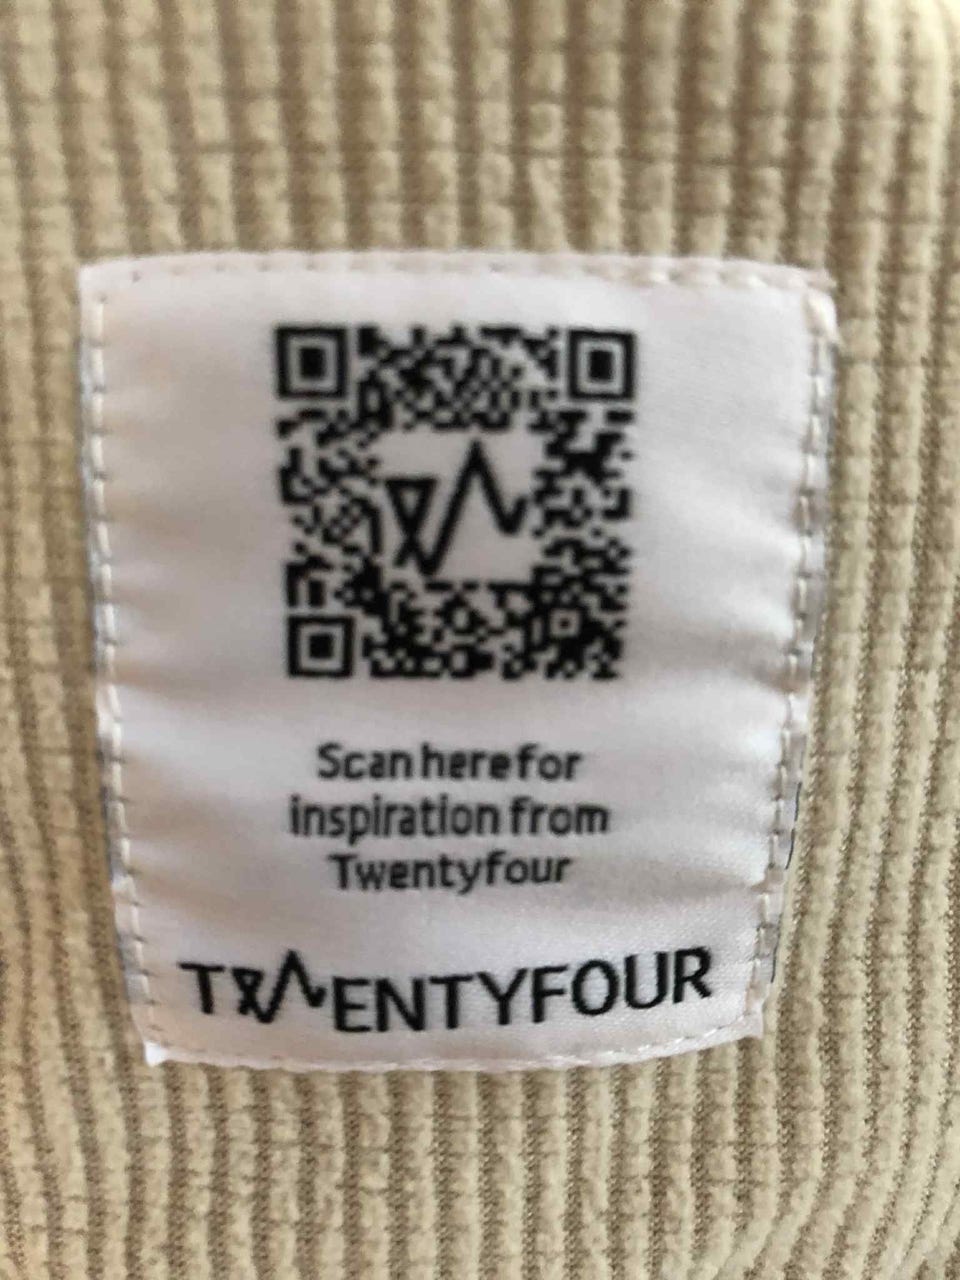 Scan here for
inspiration from
Twentyfour
TWENTYFOUR